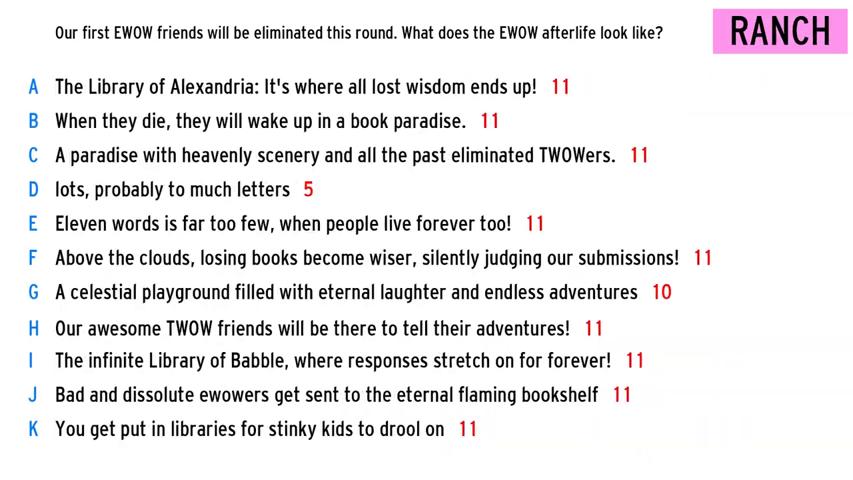 Our first EWOW friends will be eliminated this round. What does the EWOW afterlife look like?
RANCH
A The Library of Alexandria: It's where all lost wisdom ends up! 11
B When they die, they will wake up in a book paradise. 11
C A paradise with heavenly scenery and all the past eliminated TWOWers. 11
D lots, probably to much letters 5
E Eleven words is far too few, when people live forever too! 11
F Above the clouds, losing books become wiser, silently judging our submissions! 11
G A celestial playground filled with eternal laughter and endless adventures 10
H Our awesome TWOW friends will be there to tell their adventures! 11
I The infinite Library of Babble, where responses stretch on for forever! 11
J Bad and dissolute ewowers get sent to the eternal flaming bookshelf 11
K You get put in libraries for stinky kids to drool on 11